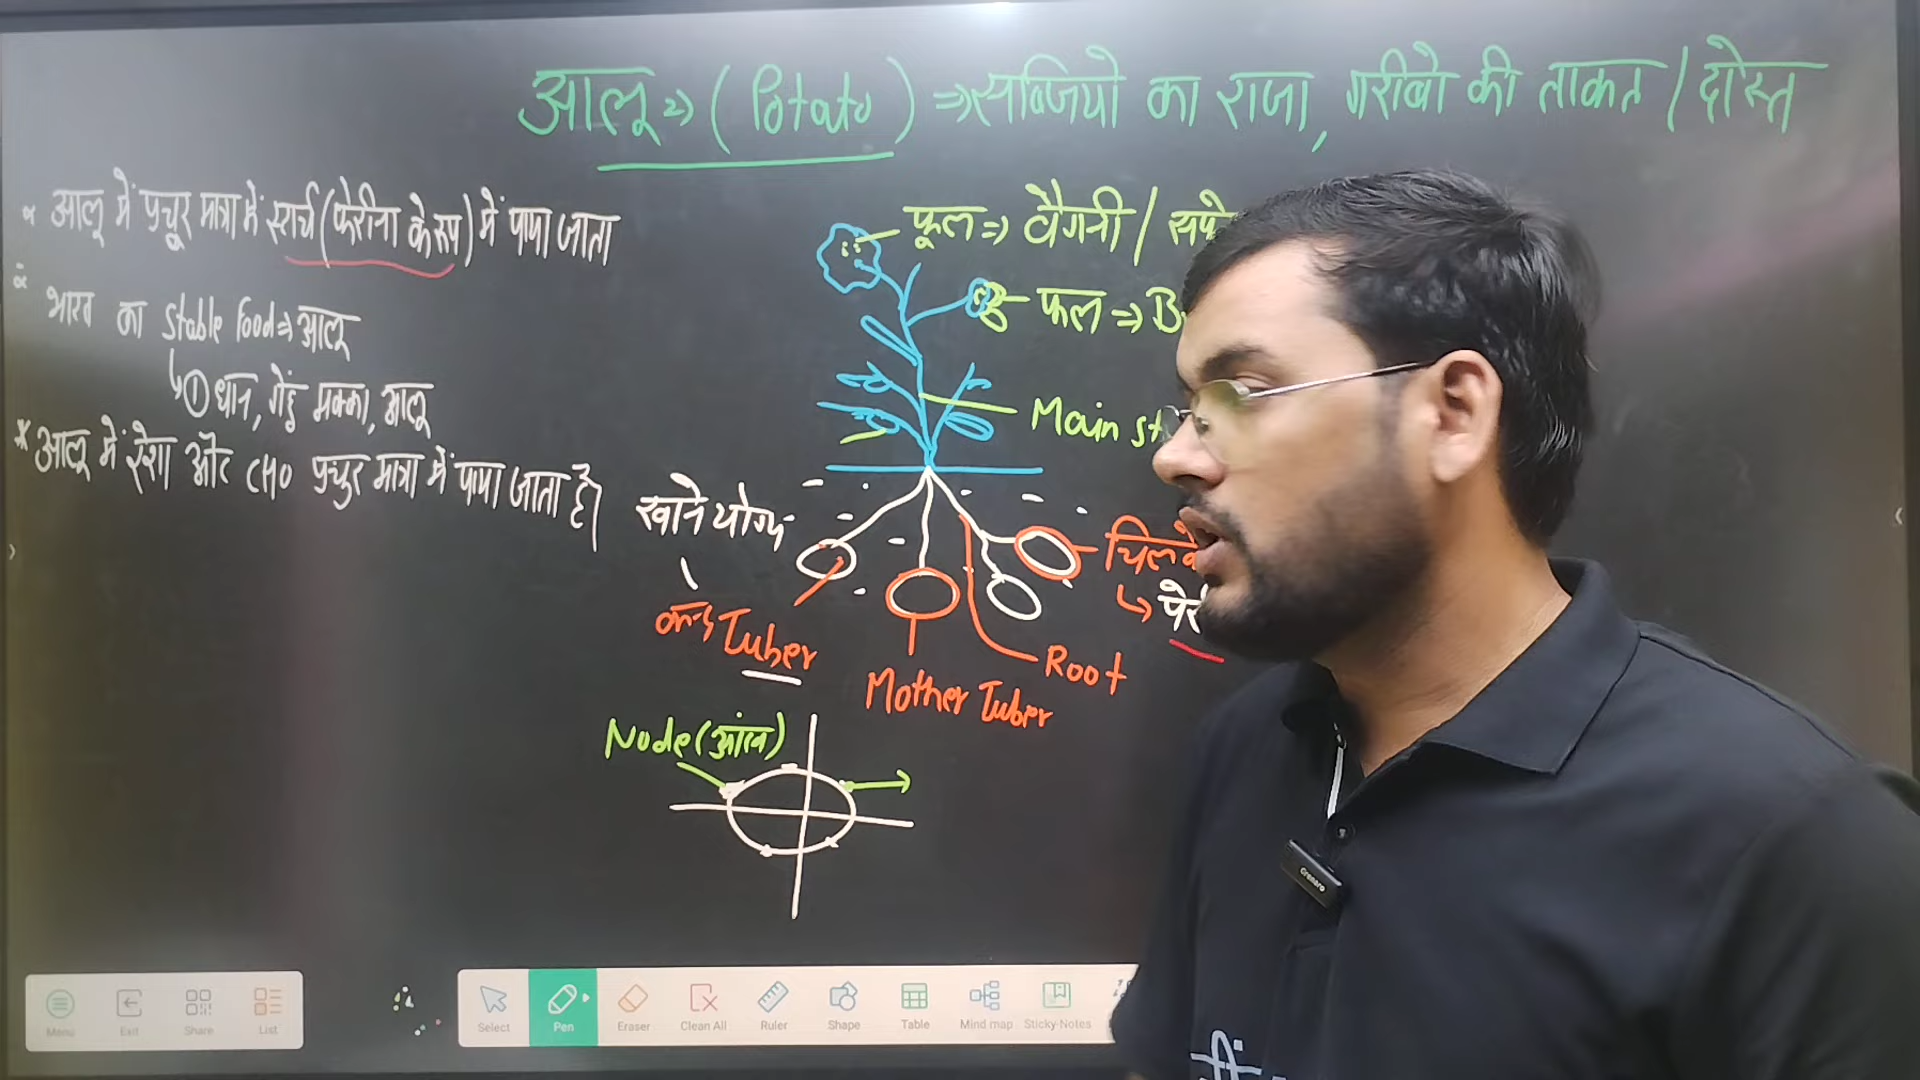 आलू => ( Potato ) => सब्जियो का राजा, गरीबो की ताकत / दोस्त
आलू में प्रचूर मात्रा में स्टार्च (फेरीना के रूप) में पाया जाता
भारत का Stable Food => आलू
① धान, गेहूं मक्का, आलू
* आलू में रेशा और CHO प्रचुर मात्रा में पाया जाता है।
फूल => वैगनी /
फल => B
Main st
खाने योग्य
कन्द Tuber
Mother Tuber
Root
Node (आंख)
Menu
Exit
Share
List
Select
Pen
Eraser
Clean All
Ruler
Shape
Table
Mind map
Sticky-Notes
Grenaro